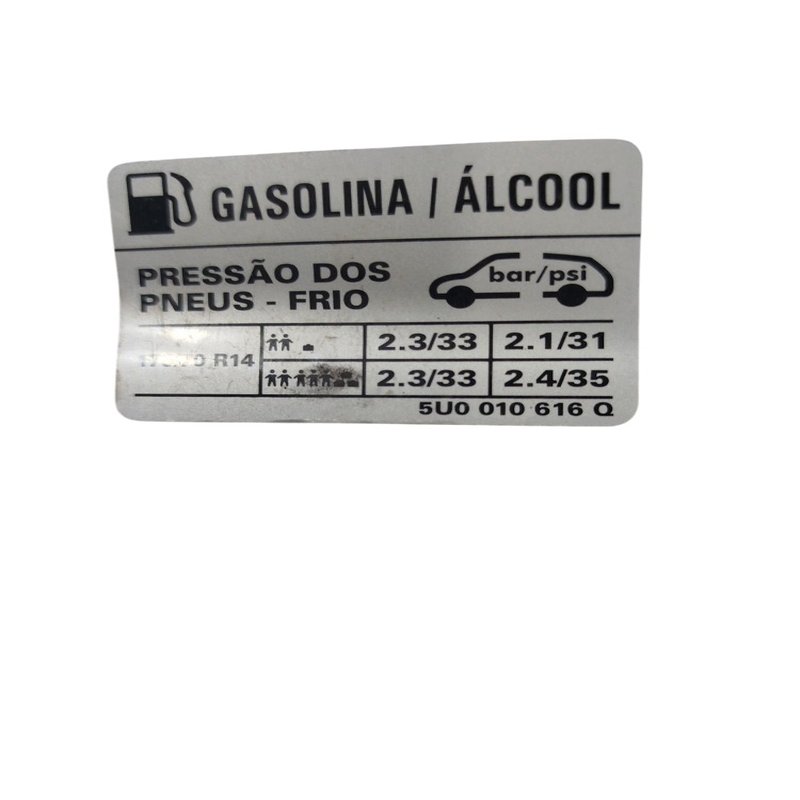 GASOLINA / ÁLCOOL
PRESSÃO DOS
PNEUS - FRIO
bar/psi
2.3/33 2.1/31
R14
2.3/33 2.4/35
5U0 010 616 Q